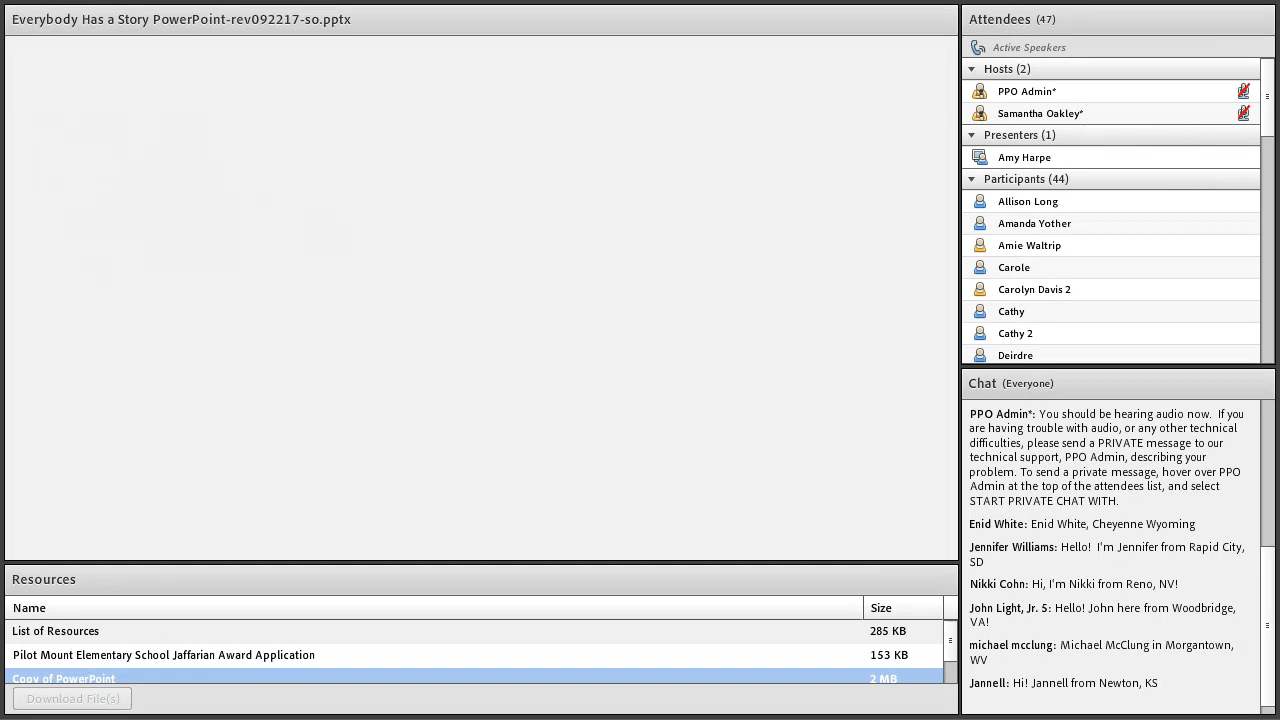 Everybody Has a Story PowerPoint-rev092217-so.pptx
Attendees (47)
Active Speakers
Hosts (2)
PPO Admin*
Samantha Oakley*
Presenters (1)
Amy Harpe
Participants (44)
Allison Long
Amanda Yother
Amie Waltrip
Carole
Carolyn Davis 2
Cathy
Cathy 2
Deirdre
Chat (Everyone)
PPO Admin*: You should be hearing audio now. If you
are having trouble with audio, or any other technical
difficulties, please send a PRIVATE message to our
technical support, PPO Admin, describing your
problem. To send a private message, hover over PPO
Admin at the top of the attendees list, and select
START PRIVATE CHAT WITH.
Enid White: Enid White, Cheyenne Wyoming
Jennifer Williams: Hello! I'm Jennifer from Rapid City,
SD
Nikki Cohn: Hi, I'm Nikki from Reno, NV!
John Light, Jr. 5: Hello! John here from Woodbridge,
VA!
michael mcclung: Michael McClung in Morgantown,
WV
Jannell: Hi! Jannell from Newton, KS
Resources
Name Size
List of Resources 285 KB
Pilot Mount Elementary School Jaffarian Award Application 153 KB
Copy of PowerPoint 2 MB
Download File(s)